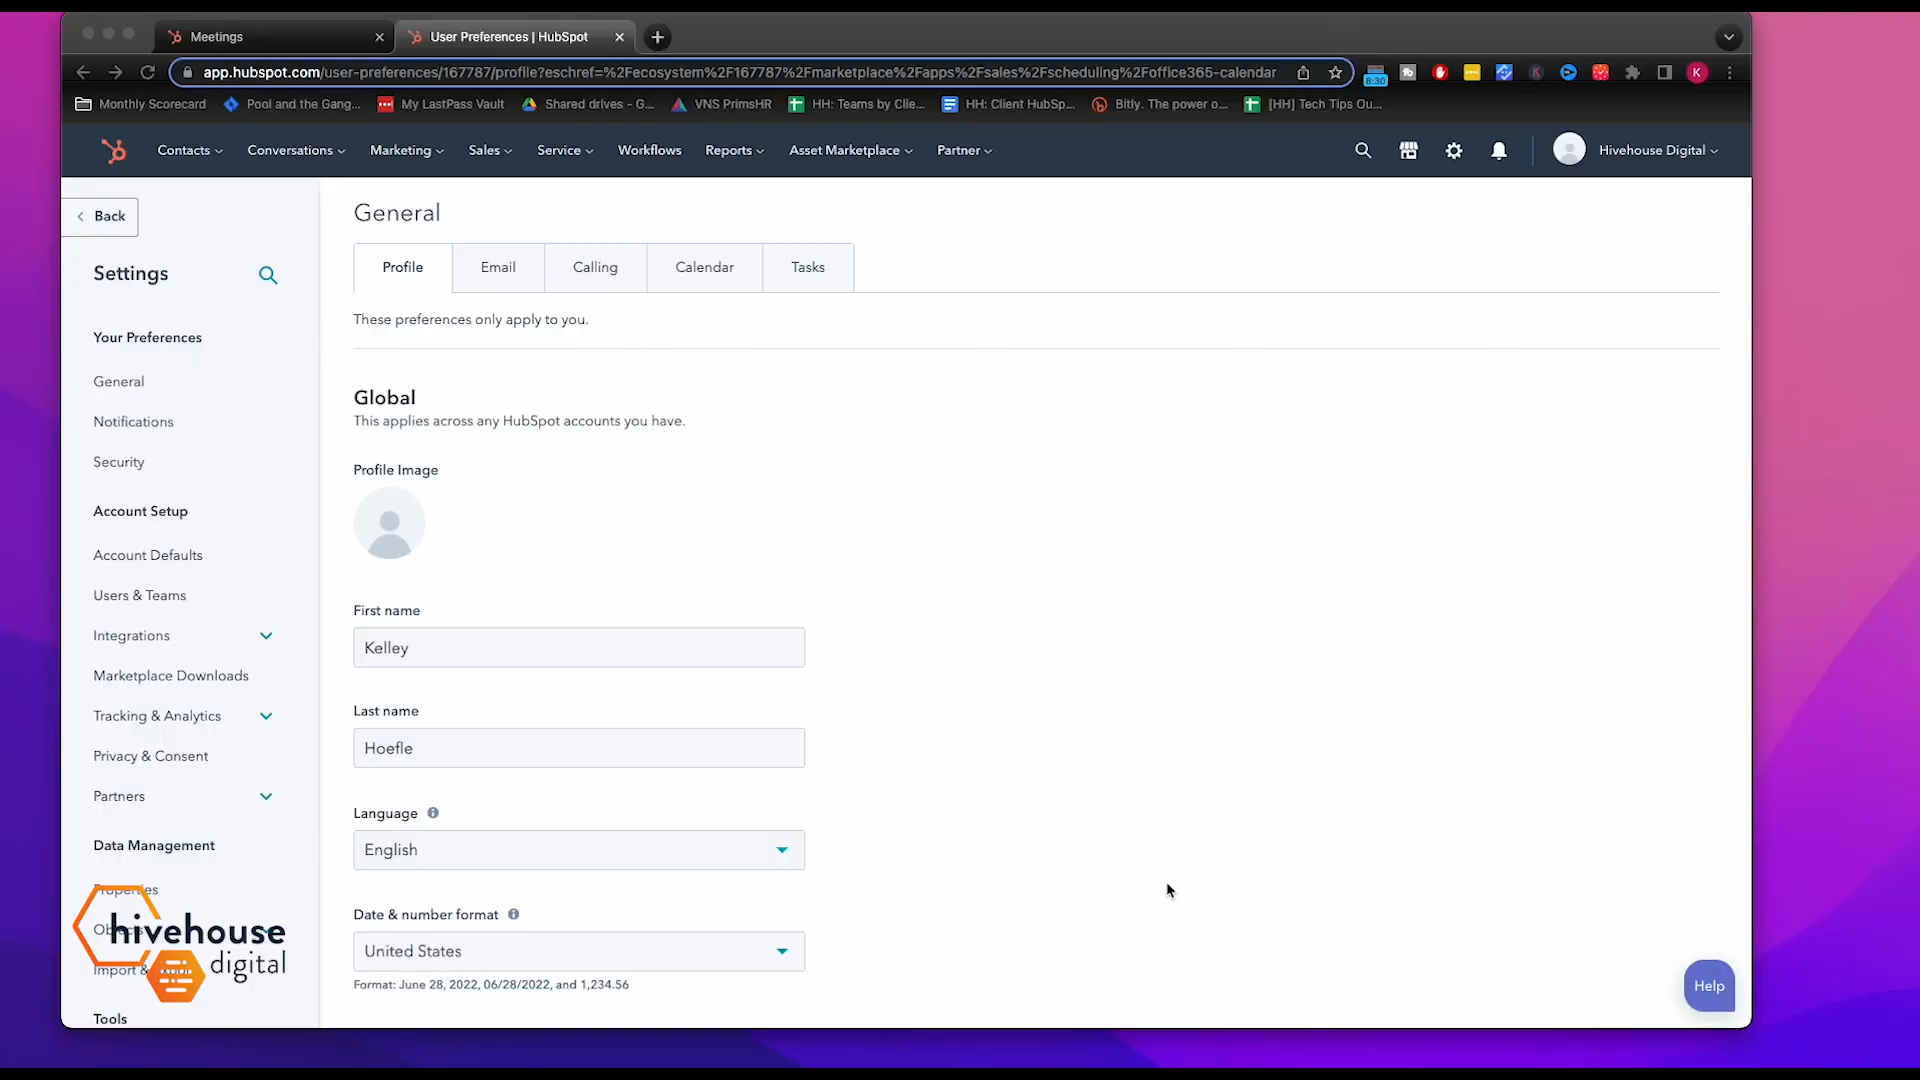 Meetings
User Preferences | HubSpot
app.hubspot.com/user-preferences/167787/profile?eschref=%2Fecosystem%2F167787%2Fmarketplace%2Fapps%2Fsales%2Fscheduling%2Foffice365-calendar
8:30
K
K
Monthly Scorecard
Pool and the Gang...
My LastPass Vault
Shared drives - G...
VNS PrimsHR
HH: Teams by Clie...
HH: Client HubSp...
Bitly. The power o...
[HH] Tech Tips Ou...
Contacts
Conversations
Marketing
Sales
Service
Workflows
Reports
Asset Marketplace
Partner
Hivehouse Digital
Back
Settings
Your Preferences
General
Notifications
Security
Account Setup
Account Defaults
Users & Teams
Integrations
Marketplace Downloads
Tracking & Analytics
Privacy & Consent
Partners
Data Management
Properties
Import &
Tools
hivehouse
digital
General
Profile
Email
Calling
Calendar
Tasks
These preferences only apply to you.
Global
This applies across any HubSpot accounts you have.
Profile Image
First name
Kelley
Last name
Hoefle
Language
English
Date & number format
United States
Format: June 28, 2022, 06/28/2022, and 1,234.56
Help